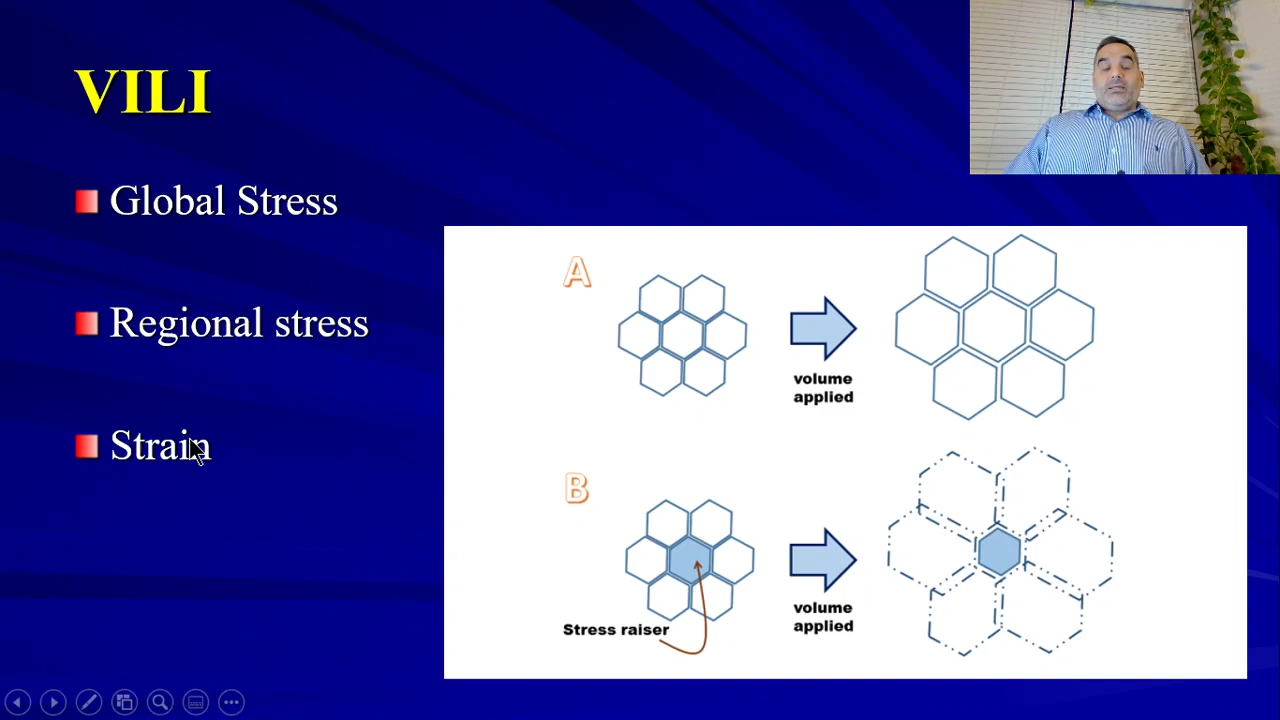 VILI
Global Stress
Regional stress
Strain
A
volume
applied
B
volume
applied
Stress raiser